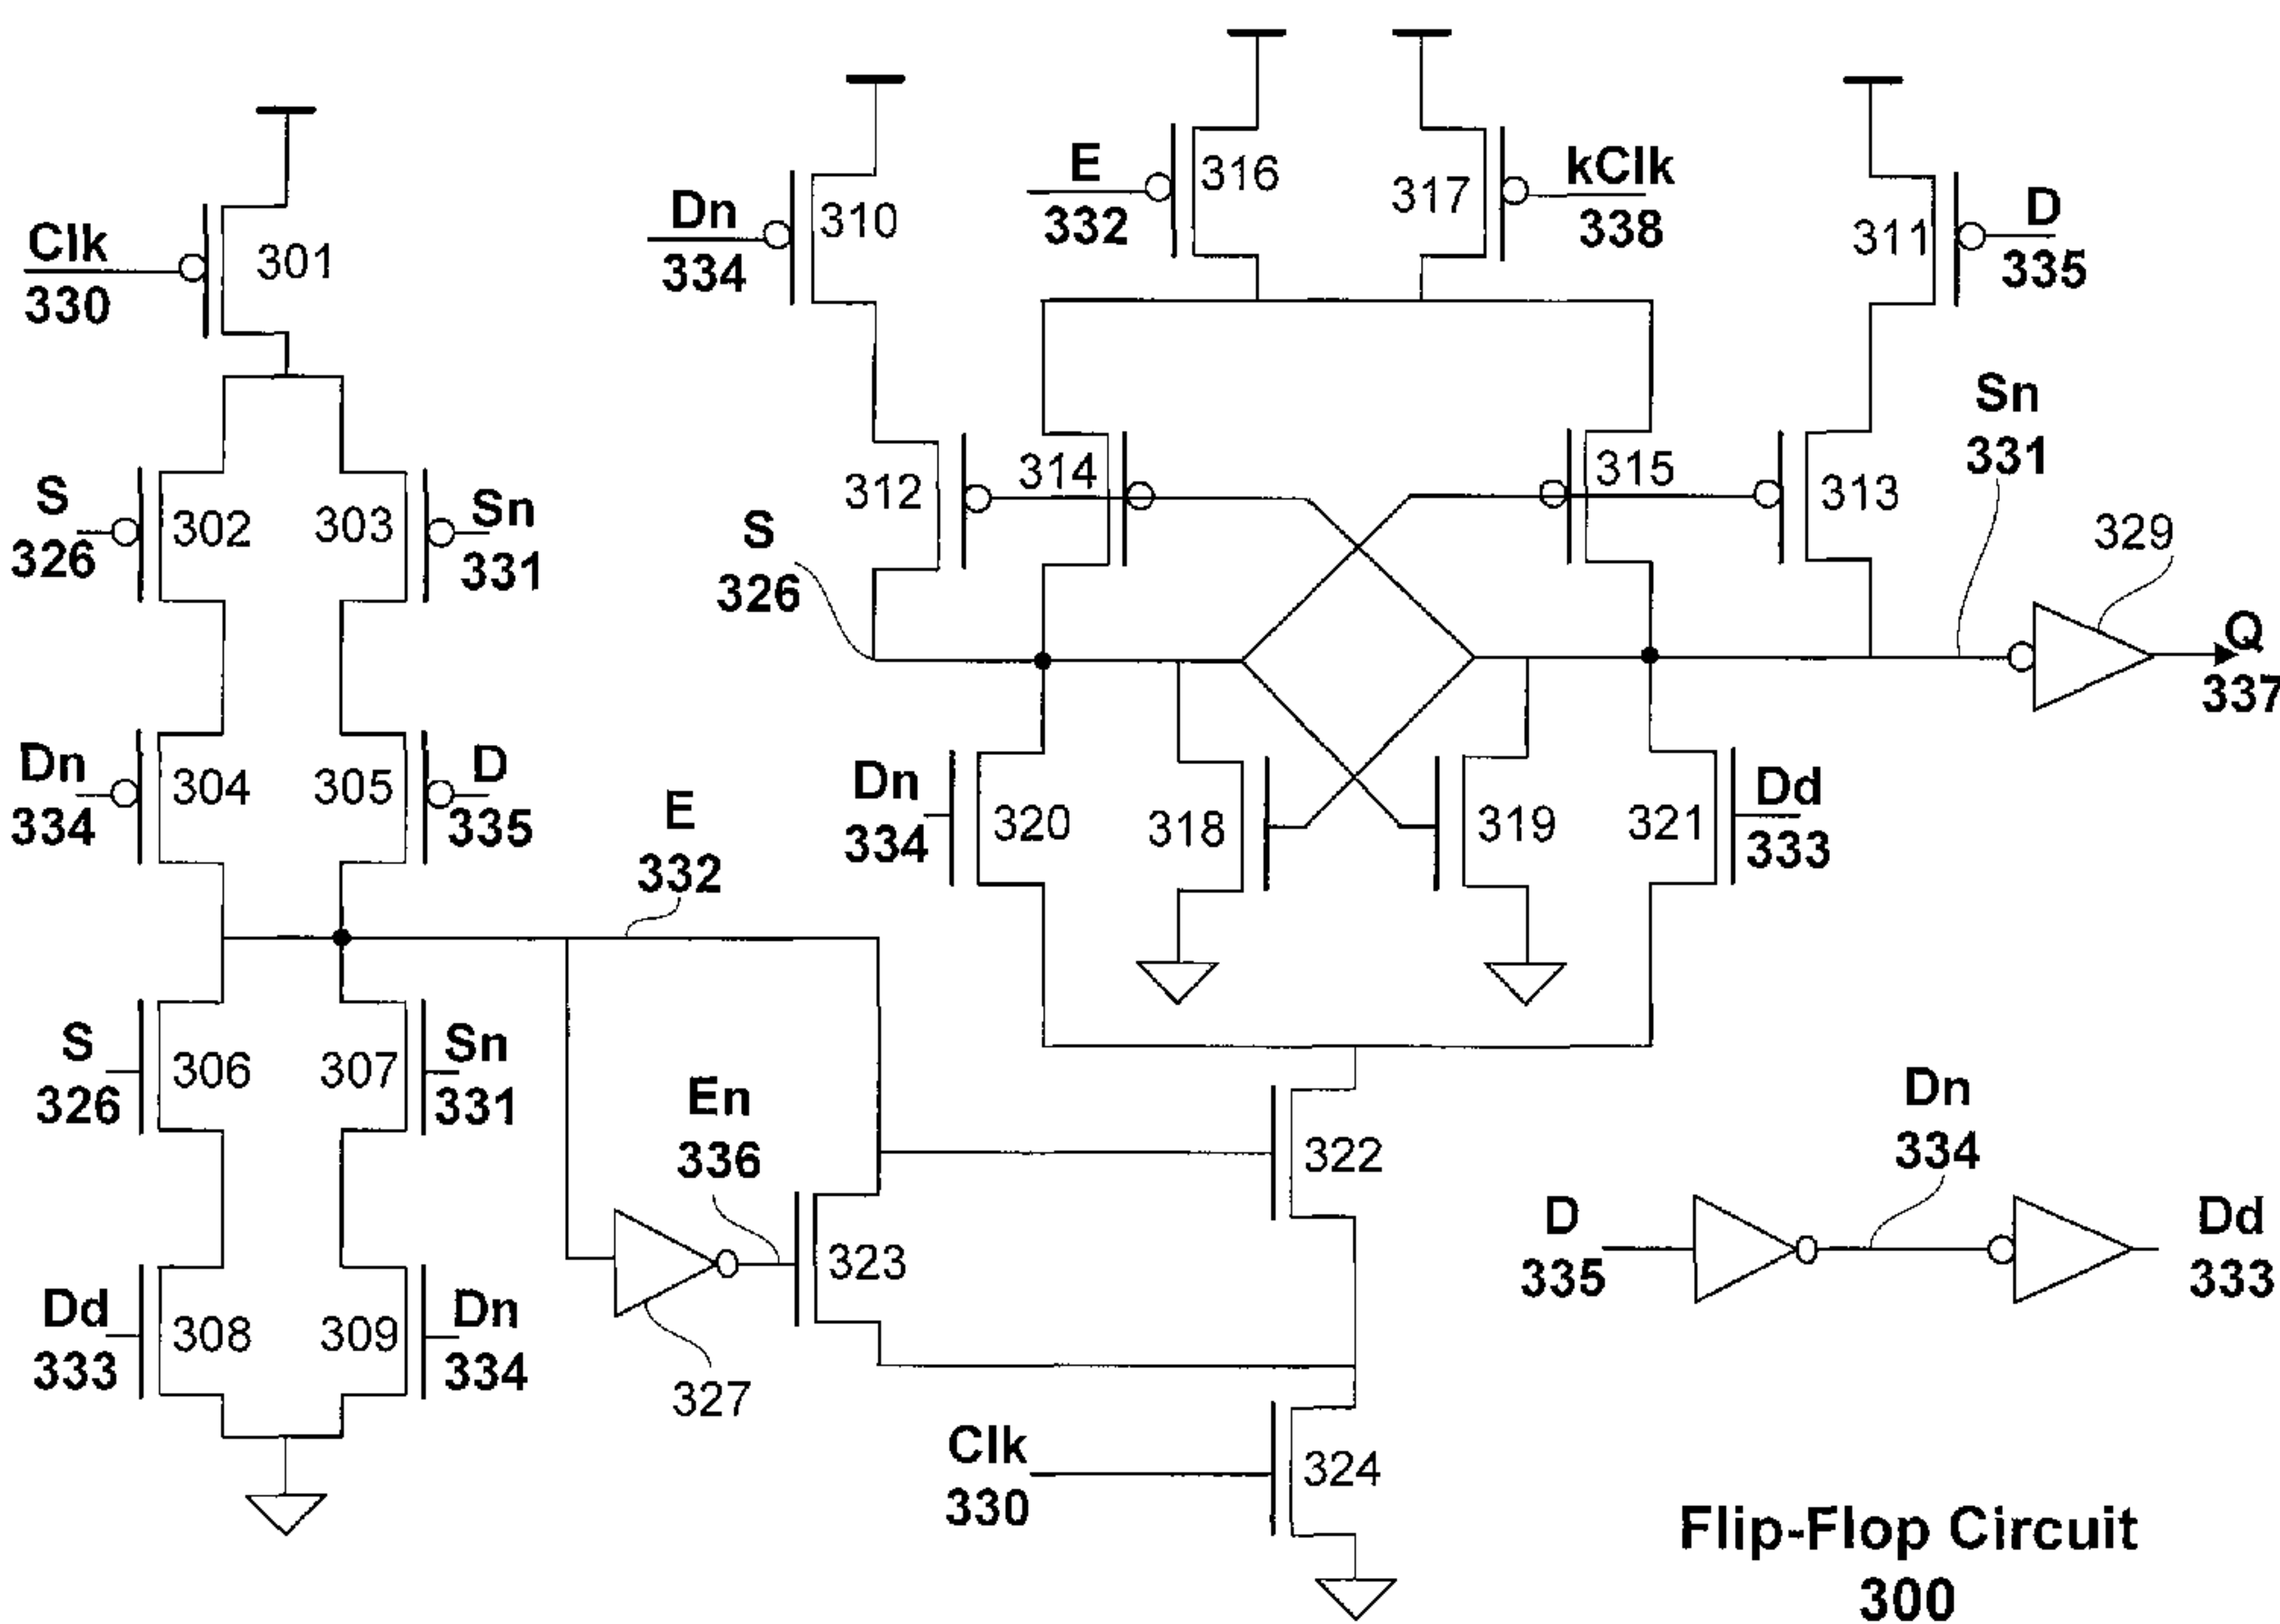 Clk
330
301
S
326
302
303
Sn
331
Dn
334
304
305
D
335
S
326
306
307
Sn
331
Dd
333
308
309
Dn
334
E
332
En
336
327
323
Dn
334
310
E
332
316
317
kClk
338
311
D
335
312
314
315
313
S
326
Sn
331
329
Q
337
Dn
334
320
318
319
321
Dd
333
322
Clk
330
324
D
335
Dn
334
Dd
333
Flip-Flop Circuit
300